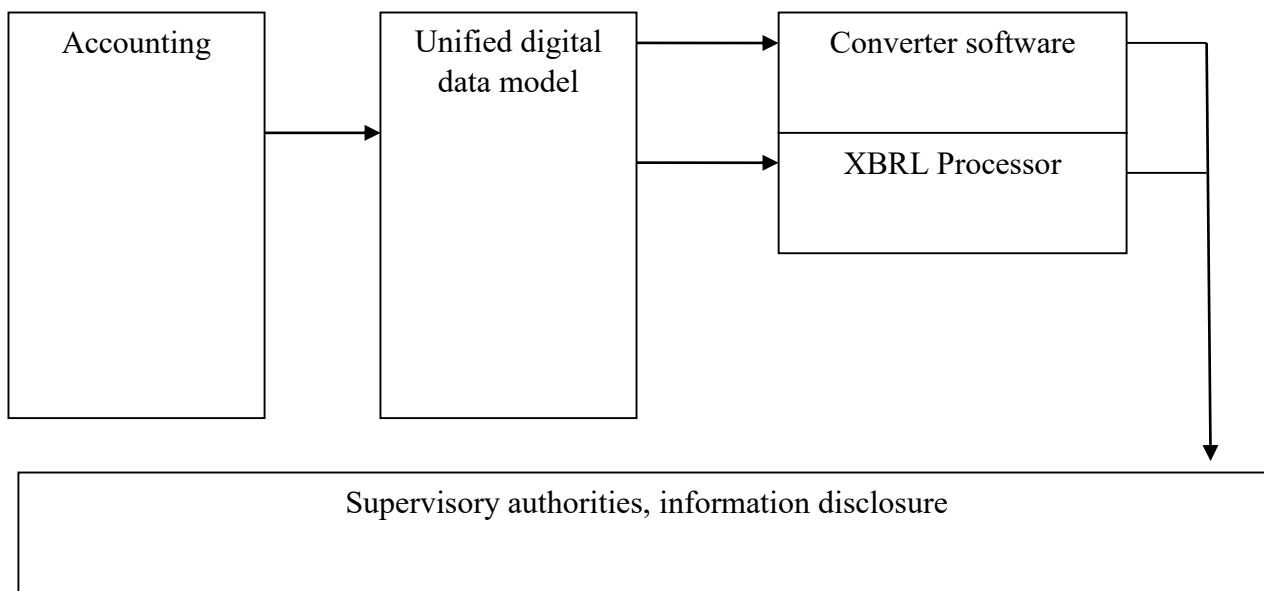 Accounting
Unified digital
data model
Converter software
XBRL Processor
Supervisory authorities, information disclosure